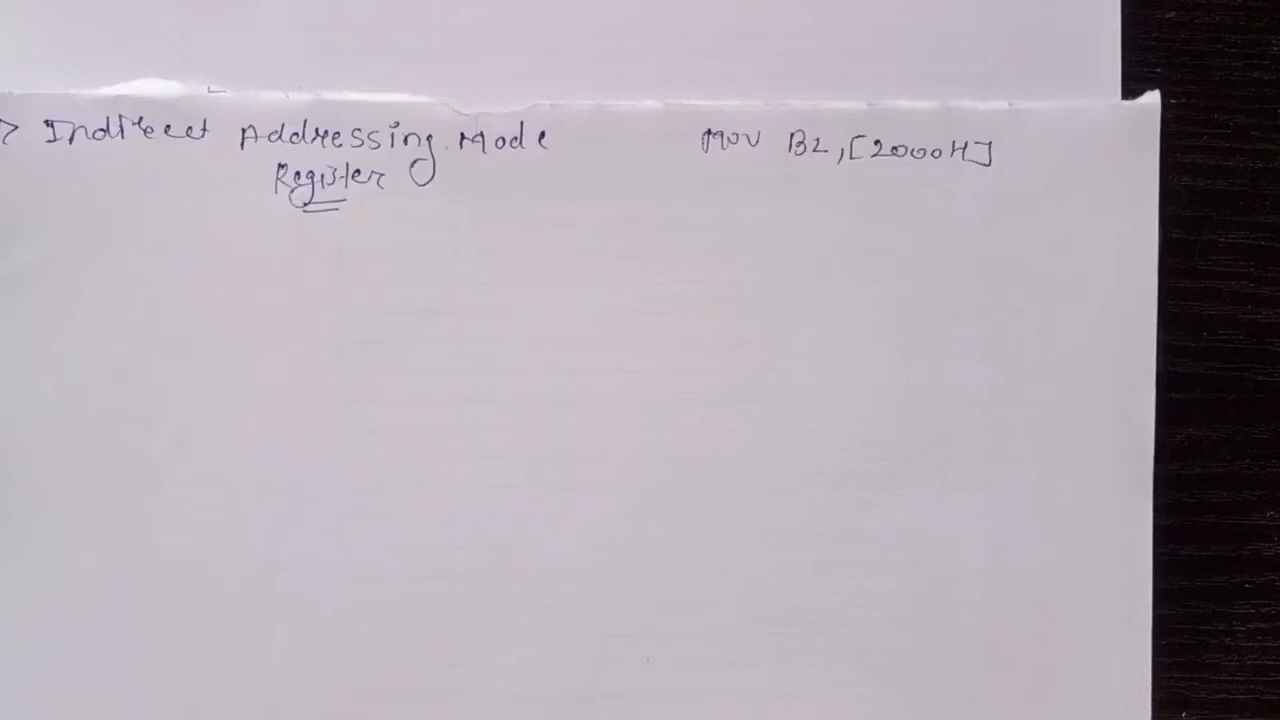 > Indirect Addressing Mode MOV BL,[2000H]
Register